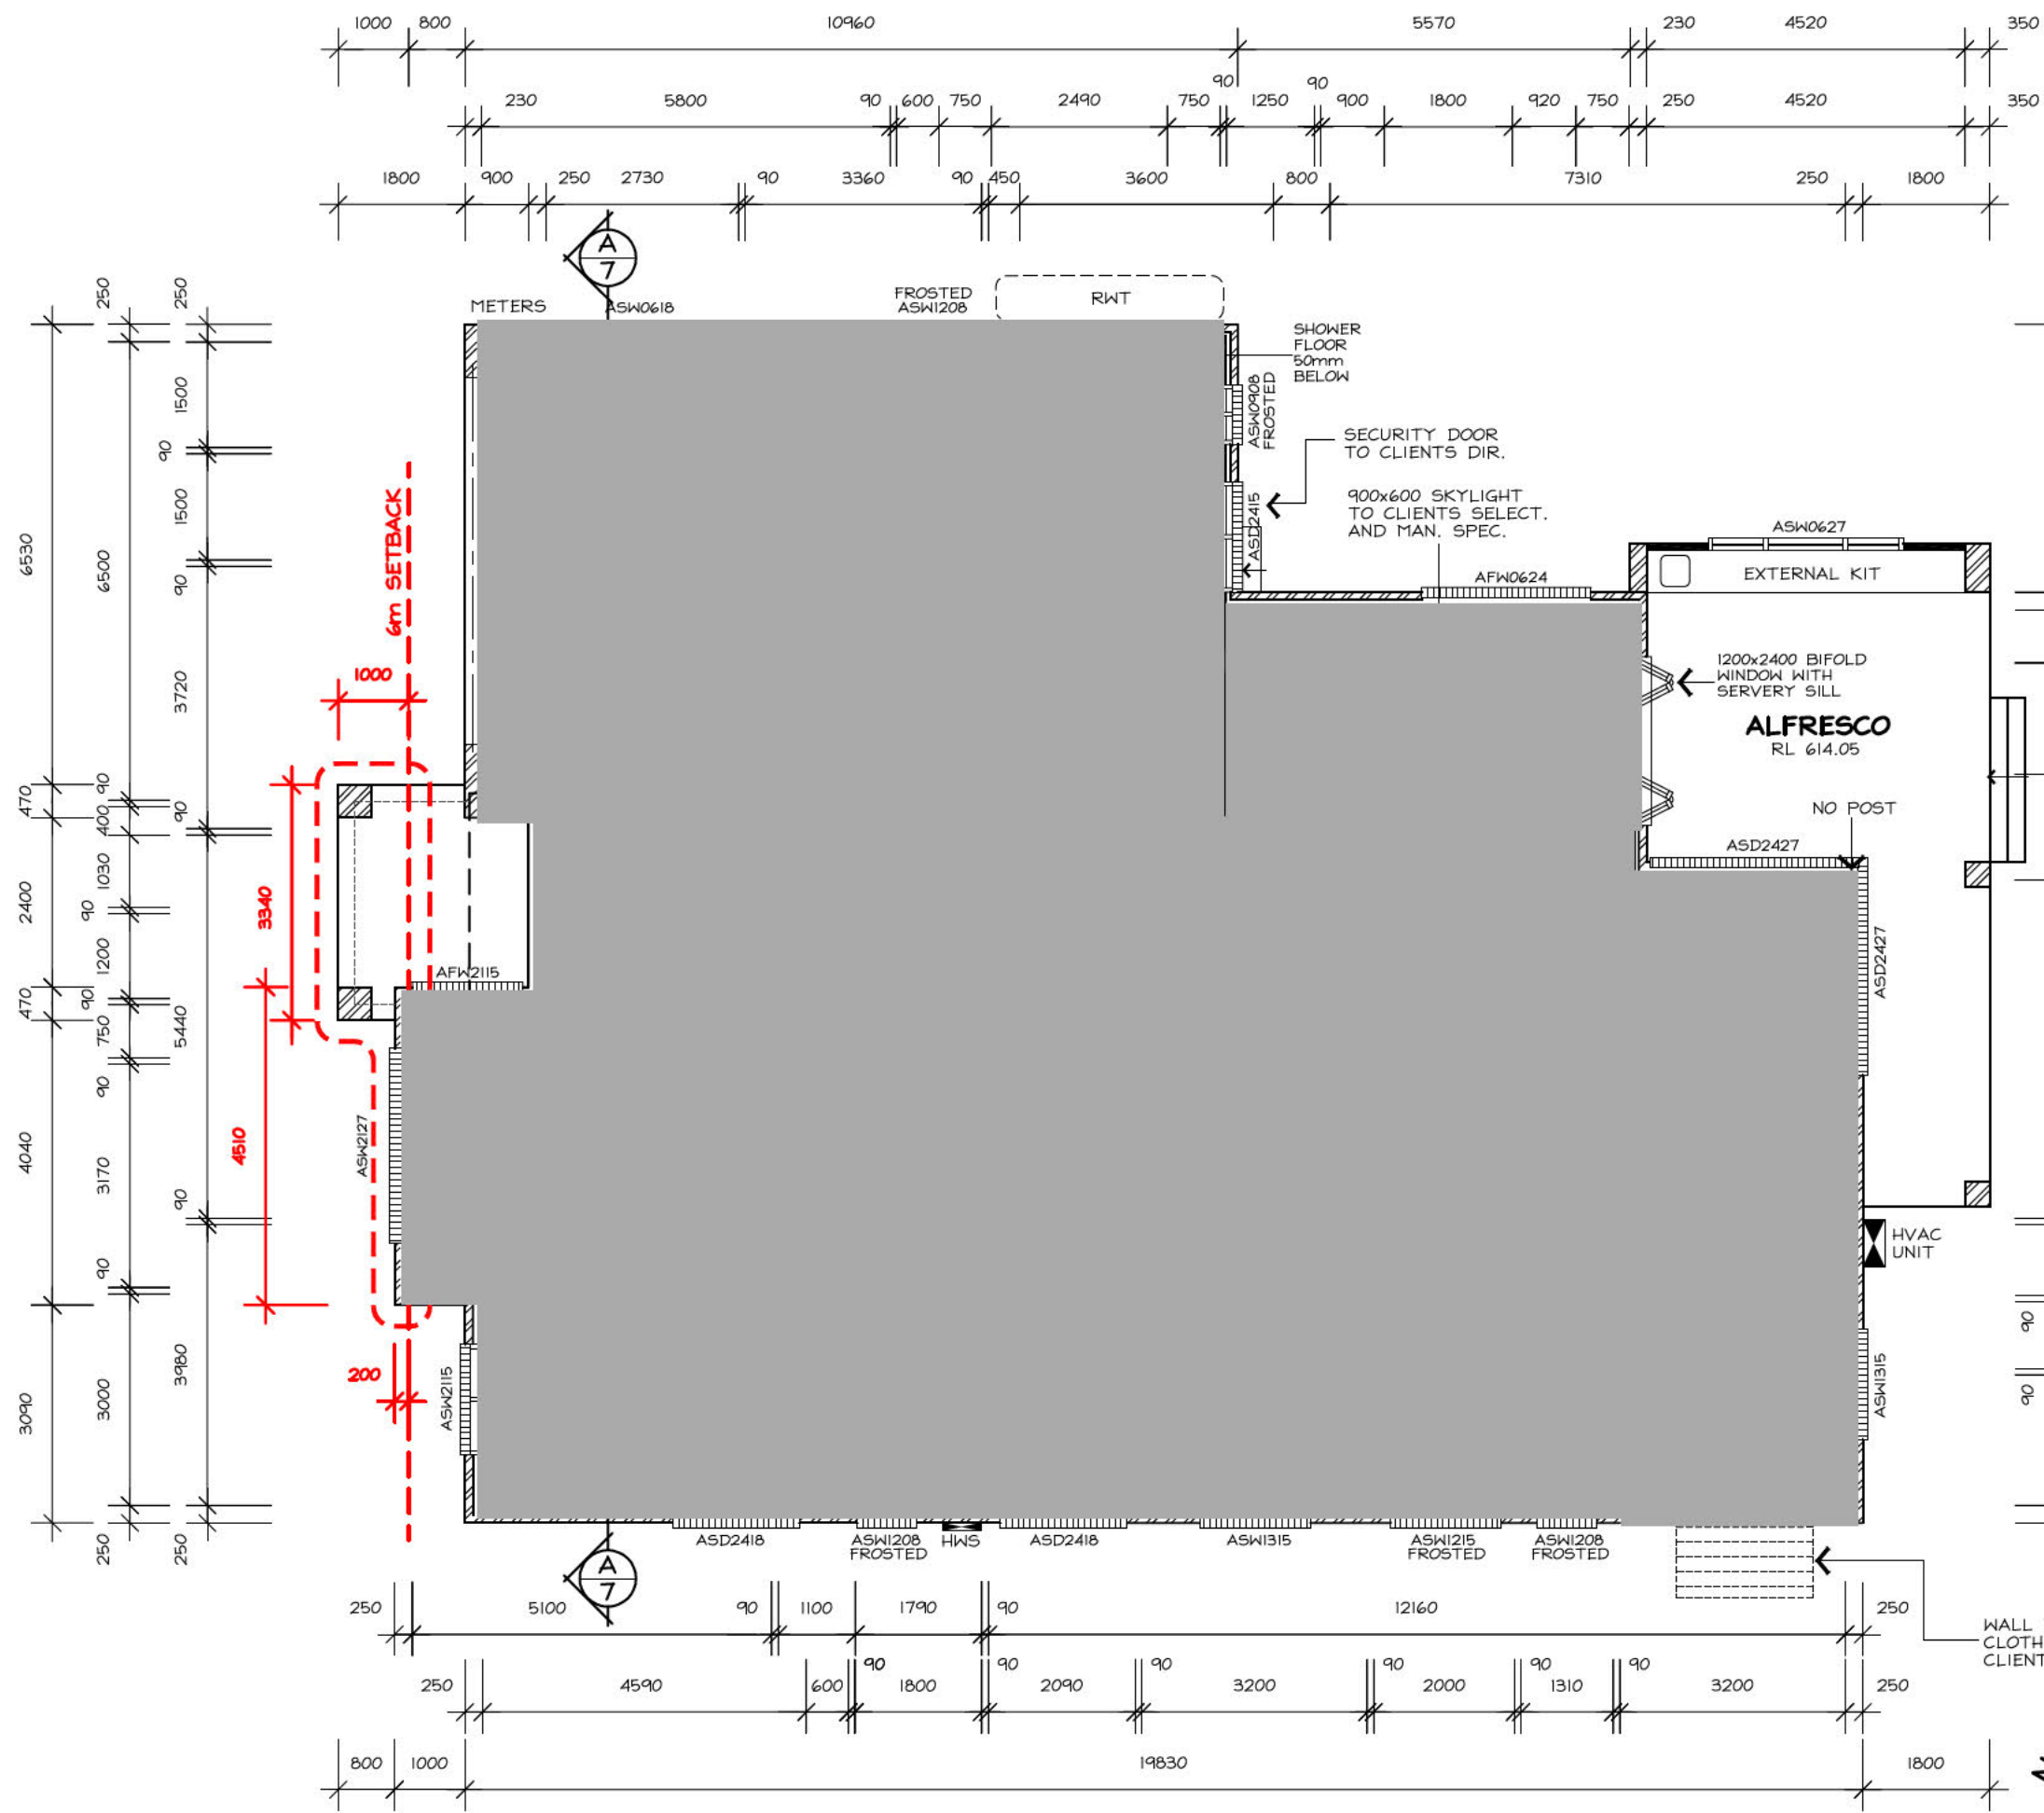 1000 800 10960 5570 230 4520 350
90 90
230 5800 90 600 750 2490 750 1250 900 1800 920 750 250 4520 350
1800 900 250 2730 90 3360 90 450 3600 800 7310 250 1800
A
7
METERS
ASW0618
FROSTED
ASW1208
RWT
SHOWER
FLOOR
50mm
BELOW
ASW0908
FROSTED
SECURITY DOOR
TO CLIENTS DIR.
ASD2415
900x600 SKYLIGHT
TO CLIENTS SELECT.
AND MAN. SPEC.
AFW0624
ASW0627
EXTERNAL KIT
1200x2400 BIFOLD
WINDOW WITH
SERVERY SILL
ALFRESCO
RL 614.05
NO POST
ASD2427
ASD2427
HVAC
UNIT
ASW1315
6m SETBACK
1000
3340
4510
200
AFW2115
ASW2127
ASW2115
6530 470 2400 470 4040 3090
250 6500 90 400 1030 90 1200 90 750 90 3170 90 3000 250
250 1500 90 1500 90 3720 90 5440 90 3980 250
90
90
ASD2418
ASW1208
FROSTED
HWS
ASD2418
ASW1315
ASW1215
FROSTED
ASW1208
FROSTED
A
7
WALL
CLOTH
CLIENT
250 5100 90 1100 1790 90 12160 250
250 4590 600 90 1800 90 2090 90 3200 90 2000 90 1310 90 3200 250
800 1000 19830 1800